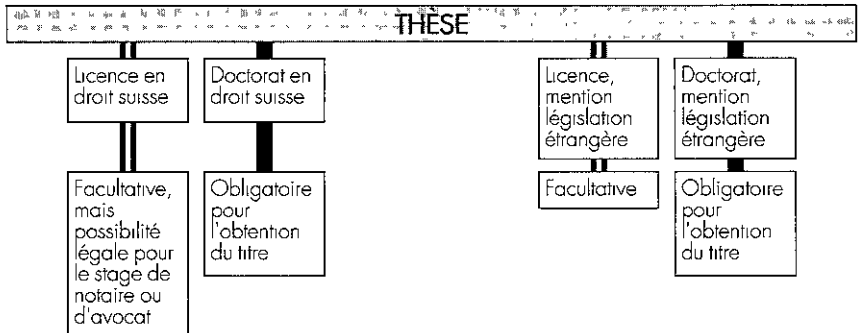 THÈSE
Licence en
droit suisse
Doctorat en
droit suisse
Licence,
mention
législation
étrangère
Doctorat,
mention
législation
étrangère
Facultative,
mais
possibilité
légale pour
le stage de
notaire ou
d'avocat
Obligatoire
pour
l'obtention
du titre
Facultative
Obligatoire
pour
l'obtention
du titre